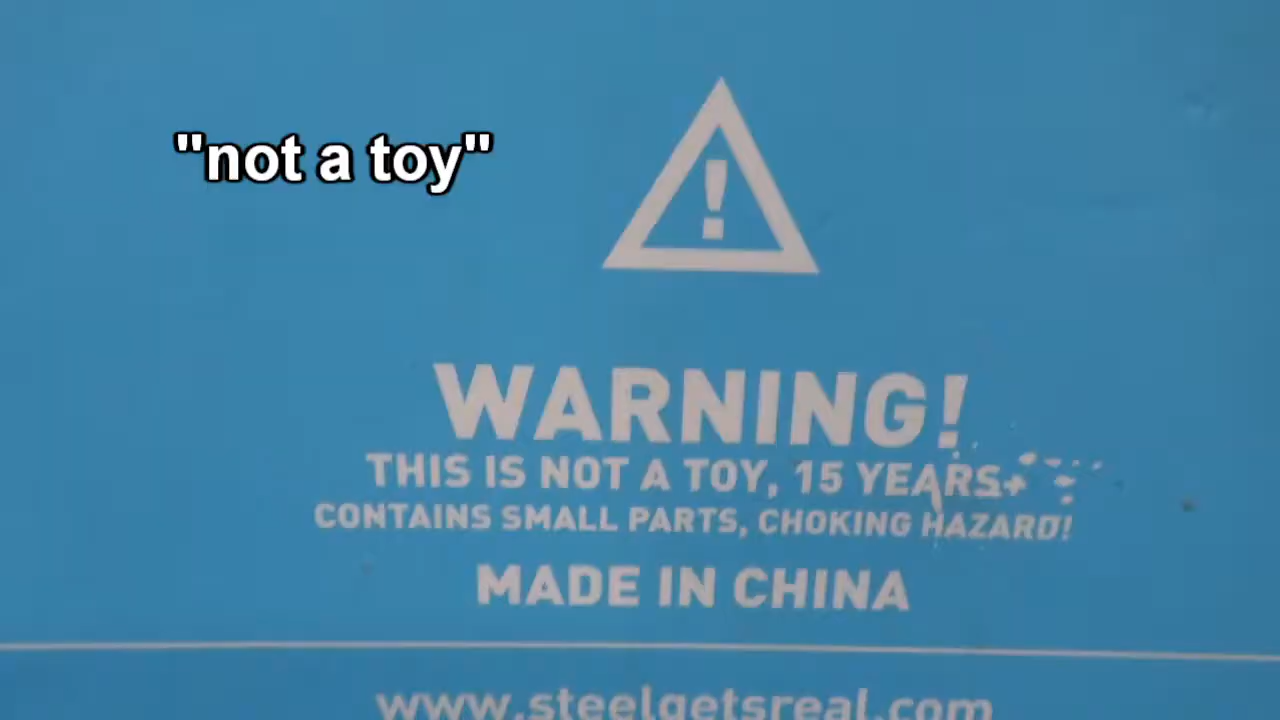 "not a toy"
!
WARNING!
THIS IS NOT A TOY, 15 YEARS+
CONTAINS SMALL PARTS, CHOKING HAZARD!
MADE IN CHINA
www.steelgetsreal.com